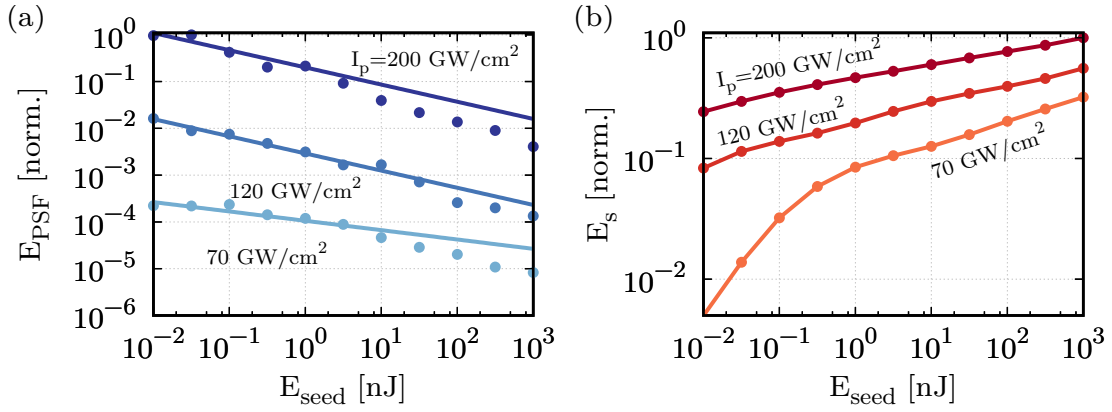 (a)
E_PSF [norm.]
10^0
10^-1
10^-2
10^-3
10^-4
10^-5
10^-6
I_p=200 GW/cm^2
120 GW/cm^2
70 GW/cm^2
10^-2 10^-1 10^0 10^1 10^2 10^3
E_seed [nJ]
(b)
E_s [norm.]
10^0
10^-1
10^-2
I_p=200 GW/cm^2
120 GW/cm^2
70 GW/cm^2
10^-2 10^-1 10^0 10^1 10^2 10^3
E_seed [nJ]